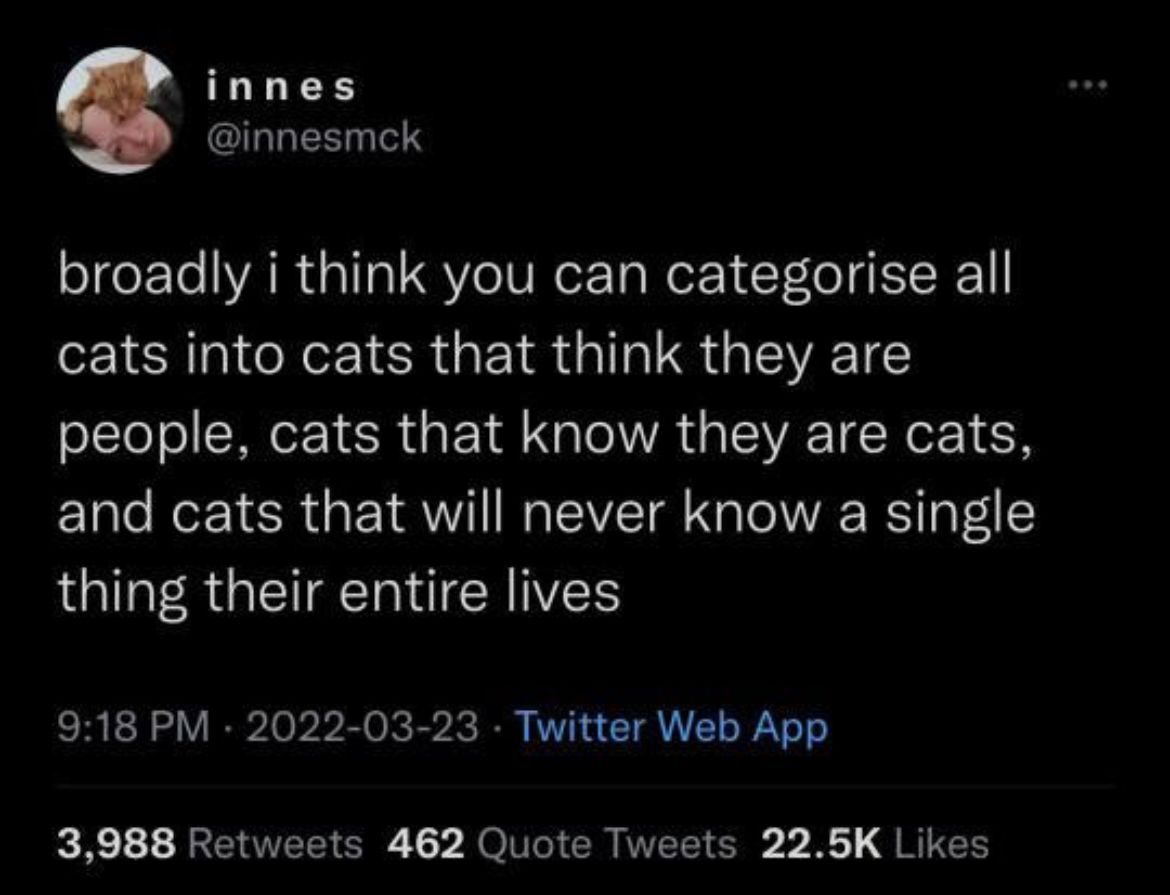 innes
@innesmck
broadly i think you can categorise all
cats into cats that think they are
people, cats that know they are cats,
and cats that will never know a single
thing their entire lives
9:18 PM · 2022-03-23 · Twitter Web App
3,988 Retweets 462 Quote Tweets 22.5K Likes